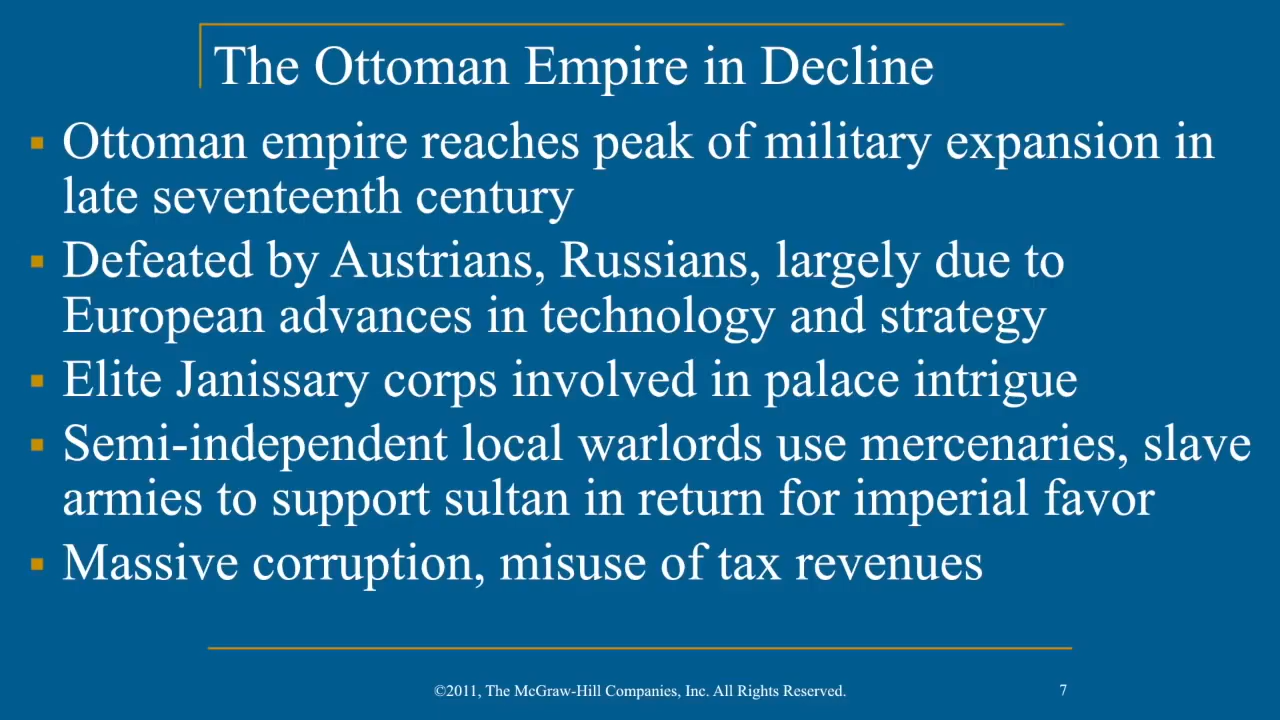 The Ottoman Empire in Decline
▪ Ottoman empire reaches peak of military expansion in
late seventeenth century
▪ Defeated by Austrians, Russians, largely due to
European advances in technology and strategy
▪ Elite Janissary corps involved in palace intrigue
▪ Semi-independent local warlords use mercenaries, slave
armies to support sultan in return for imperial favor
▪ Massive corruption, misuse of tax revenues
©2011, The McGraw-Hill Companies, Inc. All Rights Reserved.
7